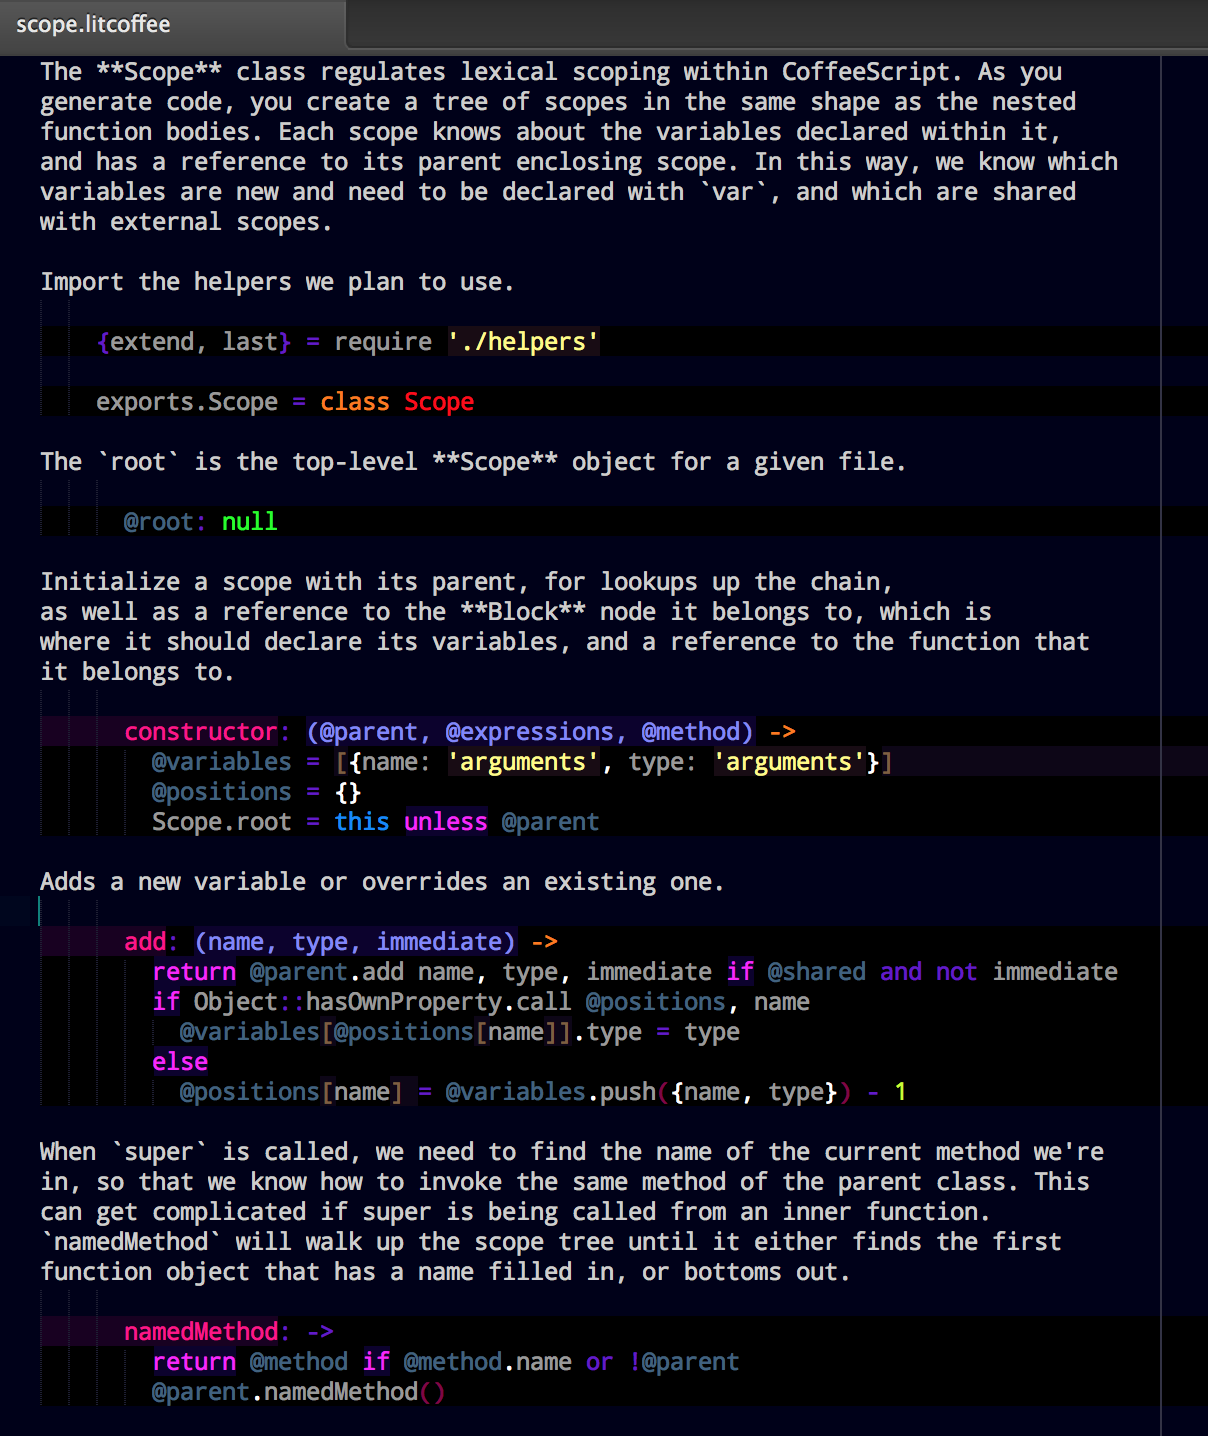 scope.litcoffee
The **Scope** class regulates lexical scoping within CoffeeScript. As you
generate code, you create a tree of scopes in the same shape as the nested
function bodies. Each scope knows about the variables declared within it,
and has a reference to its parent enclosing scope. In this way, we know which
variables are new and need to be declared with `var`, and which are shared
with external scopes.
Import the helpers we plan to use.
{extend, last} = require './helpers'
exports.Scope = class Scope
The `root` is the top-level **Scope** object for a given file.
@root: null
Initialize a scope with its parent, for lookups up the chain,
as well as a reference to the **Block** node it belongs to, which is
where it should declare its variables, and a reference to the function that
it belongs to.
constructor: (@parent, @expressions, @method) ->
@variables = [{name: 'arguments', type: 'arguments'}]
@positions = {}
Scope.root = this unless @parent
Adds a new variable or overrides an existing one.
add: (name, type, immediate) ->
return @parent.add name, type, immediate if @shared and not immediate
if Object::hasOwnProperty.call @positions, name
@variables[@positions[name]].type = type
else
@positions[name] = @variables.push({name, type}) - 1
When `super` is called, we need to find the name of the current method we're
in, so that we know how to invoke the same method of the parent class. This
can get complicated if super is being called from an inner function.
`namedMethod` will walk up the scope tree until it either finds the first
function object that has a name filled in, or bottoms out.
namedMethod: ->
return @method if @method.name or !@parent
@parent.namedMethod()